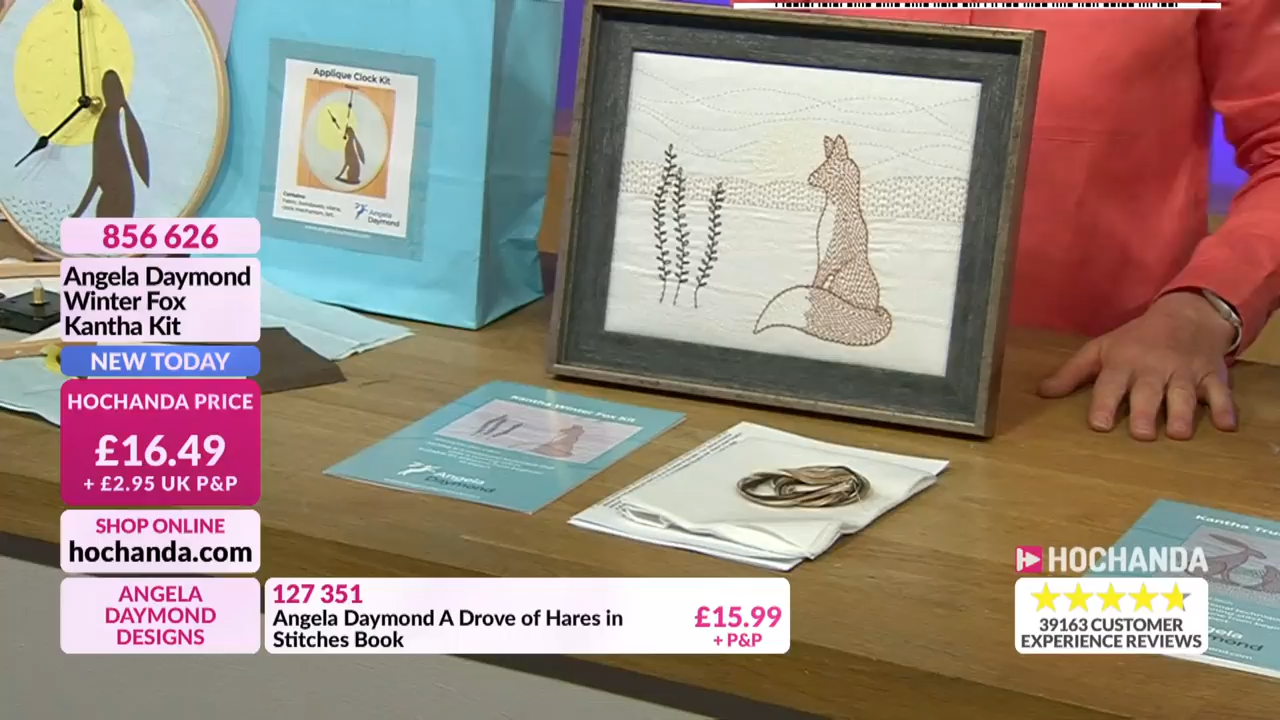 Applique Clock Kit
Contains:
Angela
Daymond
856 626
Angela Daymond
Winter Fox
Kantha Kit
NEW TODAY
HOCHANDA PRICE
£16.49
+ £2.95 UK P&P
SHOP ONLINE
hochanda.com
ANGELA
DAYMOND
DESIGNS
127 351
Angela Daymond A Drove of Hares in
Stitches Book
£15.99
+ P&P
Kantha Winter Fox Kit
Angela
Daymond
Kantha
HOCHANDA
39163 CUSTOMER
EXPERIENCE REVIEWS